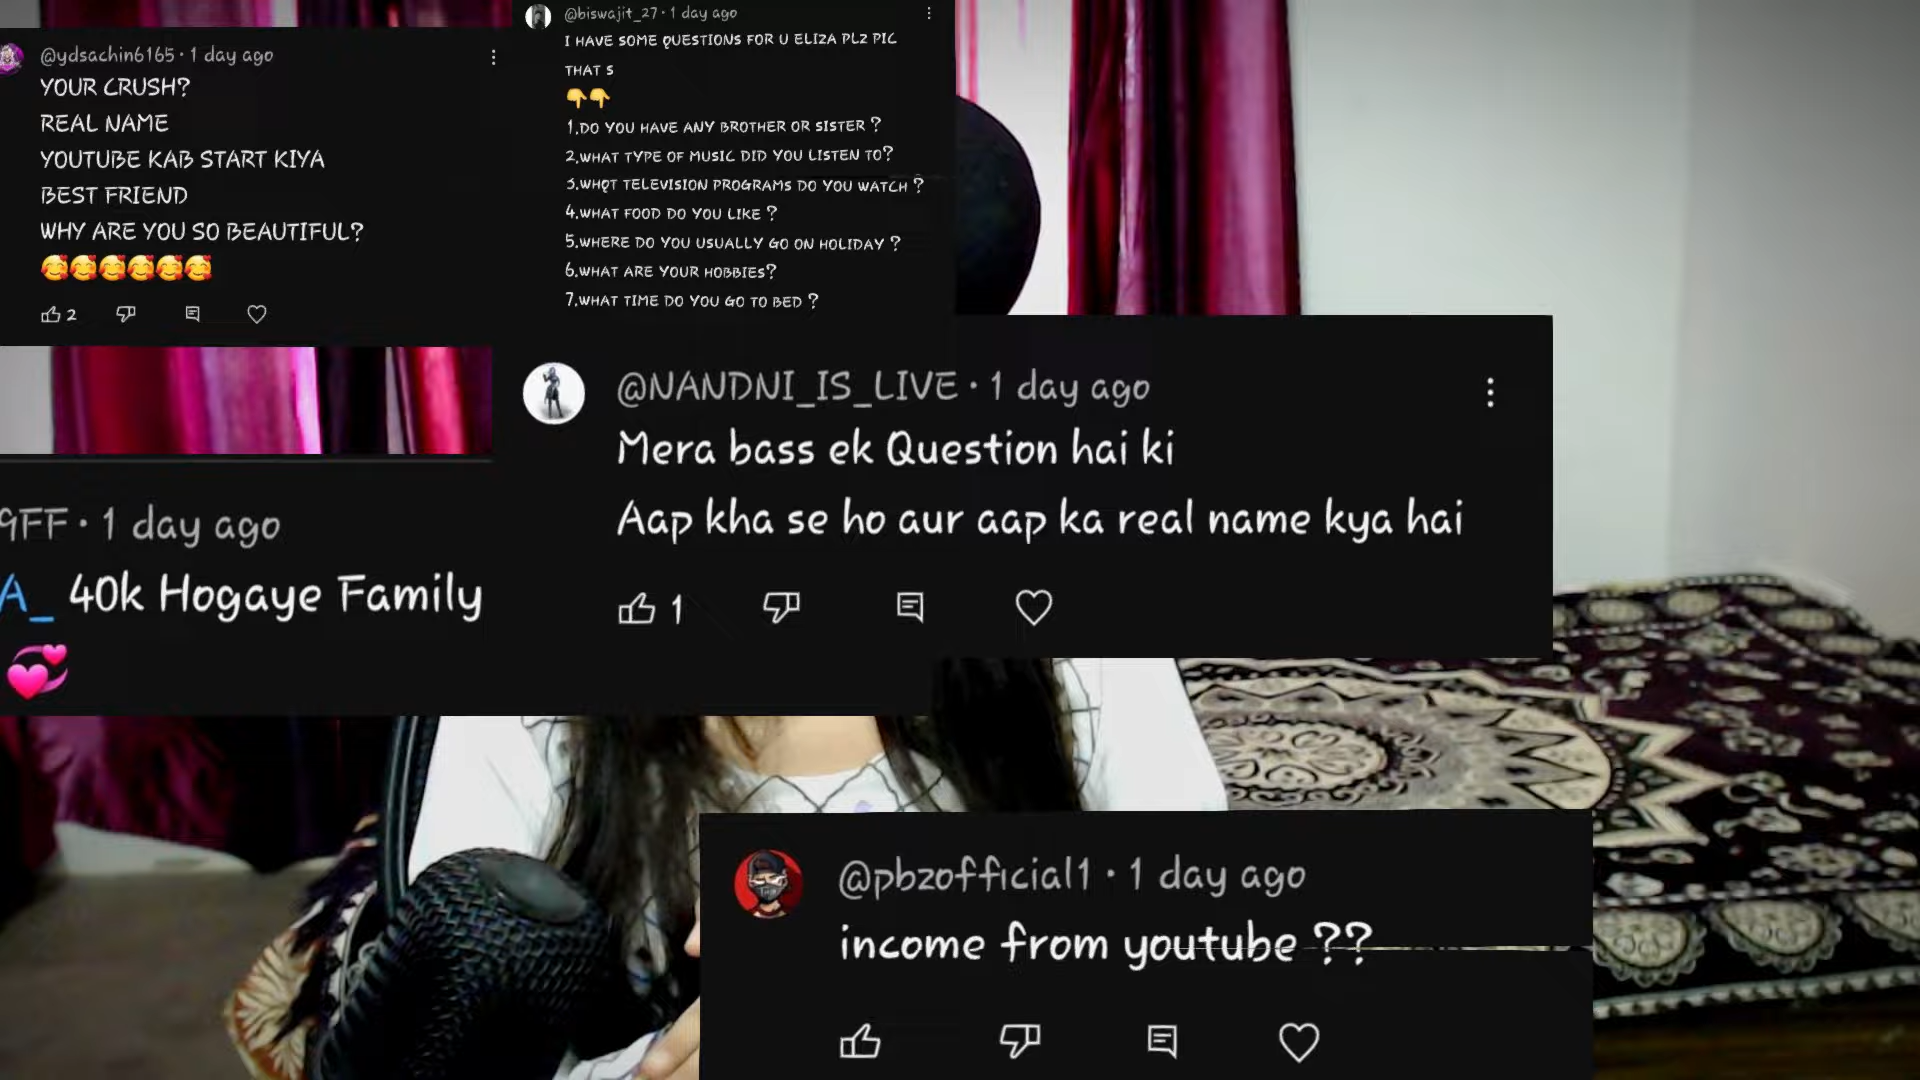 @ydsachin6165 · 1 day ago
YOUR CRUSH?
REAL NAME
YOUTUBE KAB START KIYA
BEST FRIEND
WHY ARE YOU SO BEAUTIFUL?
🥰🥰🥰🥰🥰🥰
2
@biswajit_27 · 1 day ago
I HAVE SOME QUESTIONS FOR U ELIZA PLZ PIC
THAT S
👇👇
1.DO YOU HAVE ANY BROTHER OR SISTER ?
2.WHAT TYPE OF MUSIC DID YOU LISTEN TO?
3.WHQT TELEVISION PROGRAMS DO YOU WATCH ?
4.WHAT FOOD DO YOU LIKE ?
5.WHERE DO YOU USUALLY GO ON HOLIDAY ?
6.WHAT ARE YOUR HOBBIES?
7.WHAT TIME DO YOU GO TO BED ?
@NANDNI_IS_LIVE · 1 day ago
Mera bass ek Question hai ki
Aap kha se ho aur aap ka real name kya hai
1
9FF · 1 day ago
A_ 40k Hogaye Family
💞
@pbzofficial1 · 1 day ago
income from youtube ??